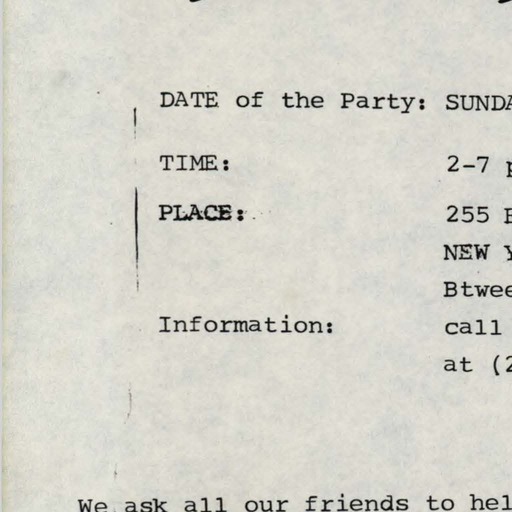 DATE of the Party: SUNDA
TIME: 2-7 p
PLACE: 255 E
NEW Y
Btwee
Information: call
at (2
We ask all our friends to hel